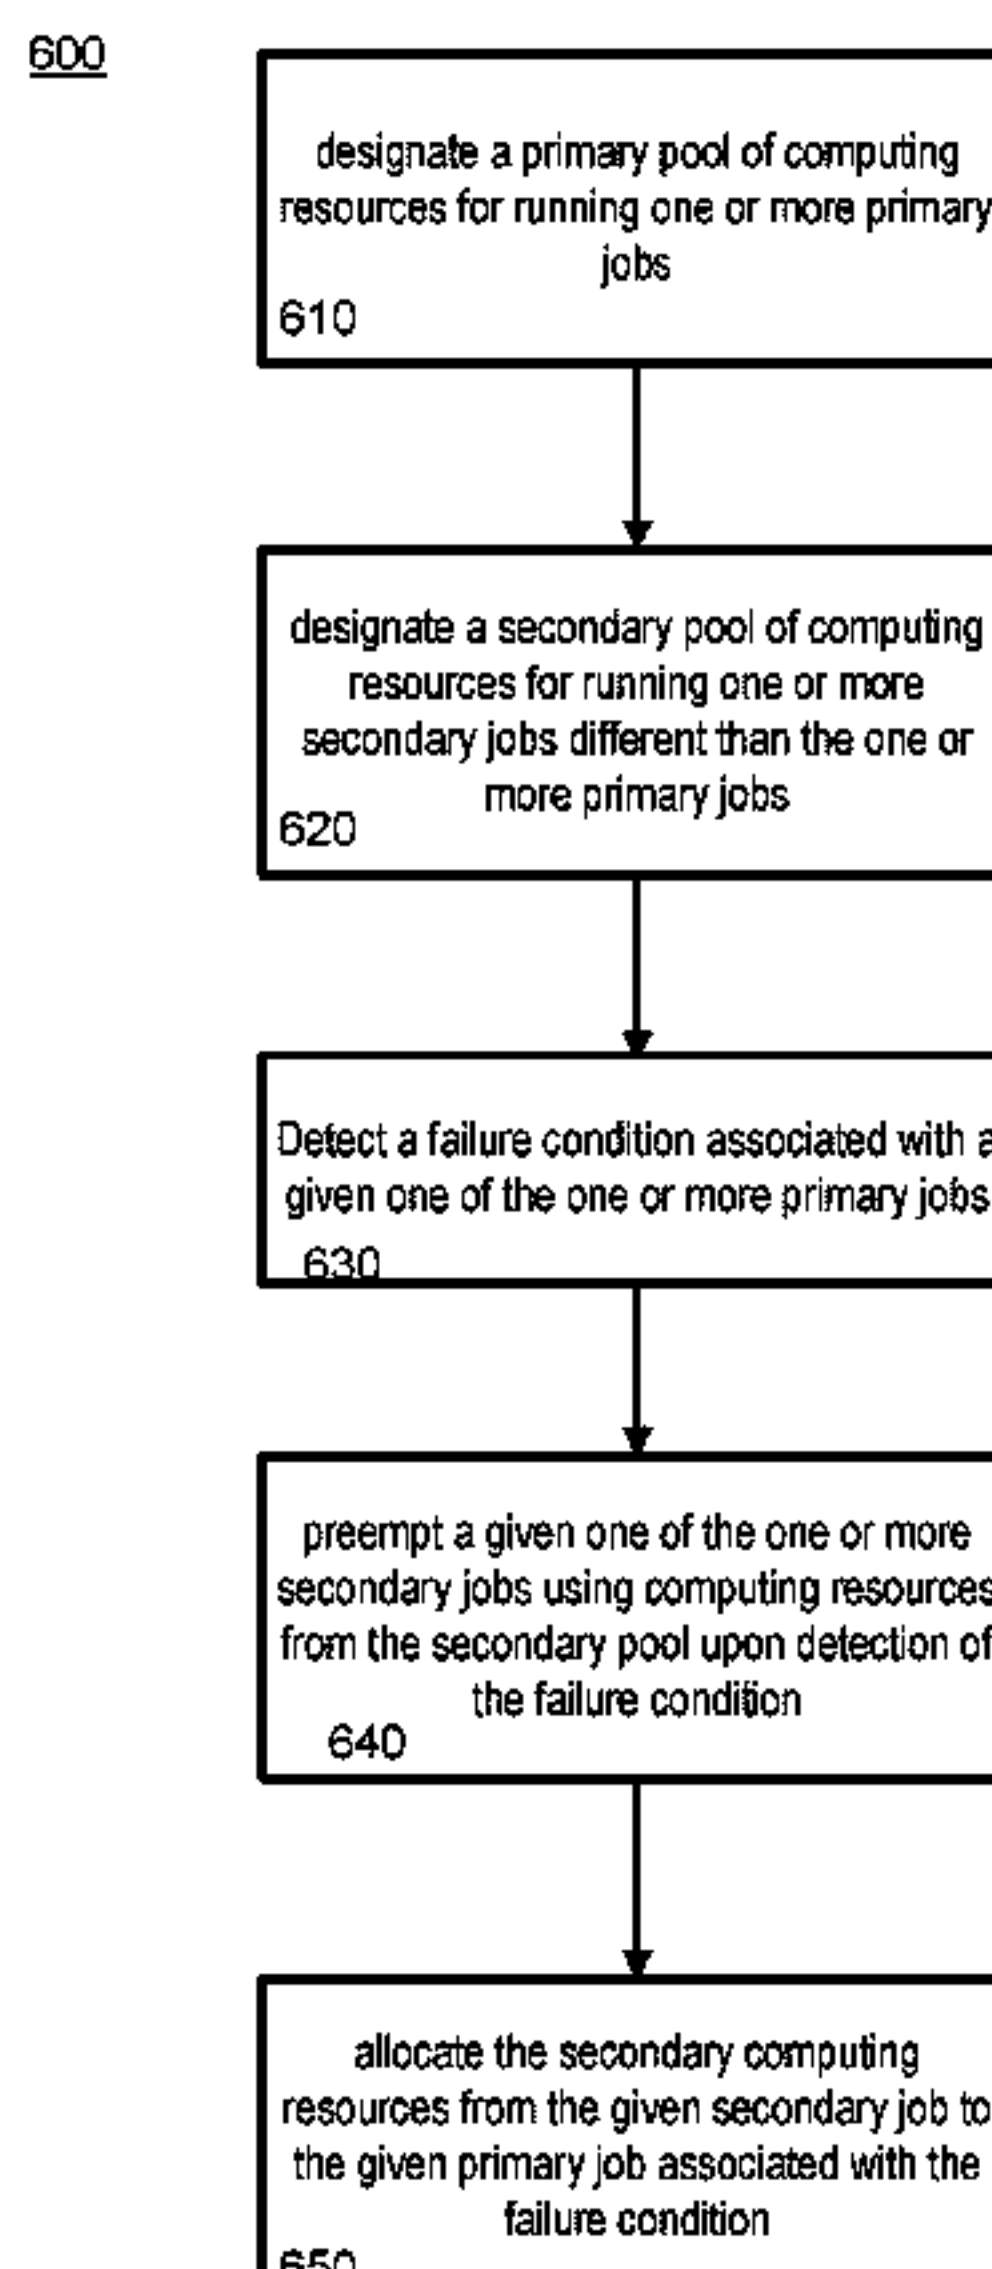 600
designate a primary pool of computing
resources for running one or more primary
jobs
610
designate a secondary pool of computing
resources for running one or more
secondary jobs different than the one or
more primary jobs
620
Detect a failure condition associated with a
given one of the one or more primary jobs
630
preempt a given one of the one or more
secondary jobs using computing resources
from the secondary pool upon detection of
the failure condition
640
allocate the secondary computing
resources from the given secondary job to
the given primary job associated with the
failure condition
650